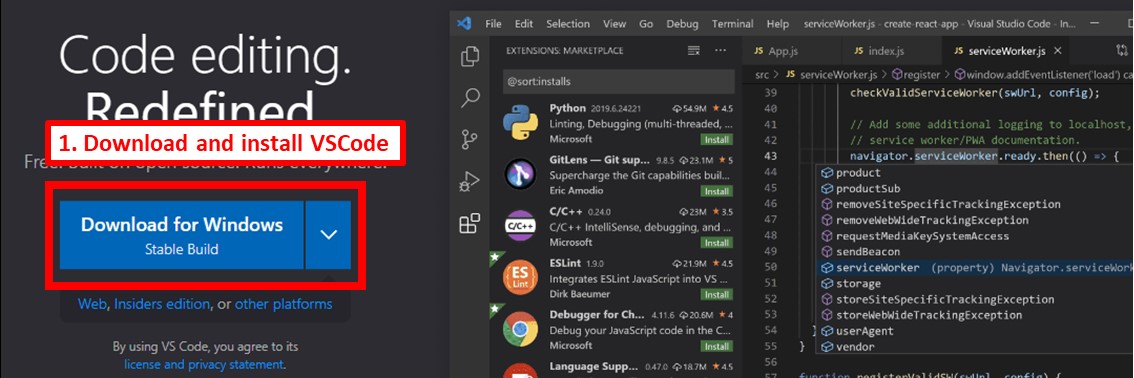 Code editing.
Redefined.
1. Download and install VSCode
Free. Built on open source. Runs everywhere.
Download for Windows
Stable Build
Web, Insiders edition, or other platforms
By using VS Code, you agree to its
license and privacy statement.
File Edit Selection View Go Debug Terminal Help serviceWorker.js - create-react-app - Visual Studio Code - In...
EXTENSIONS: MARKETPLACE
@sort:installs
Python 2019.6.24221 54.9M 4.5
Linting, Debugging (multi-threaded, ...
Microsoft Install
GitLens — Git sup... 9.8.5 23.1M 5
Supercharge the Git capabilities buil...
Eric Amodio Install
C/C++ 0.24.0 23M 3.5
C/C++ IntelliSense, debugging, and ...
Microsoft Install
ESLint 1.9.0 21.9M 4.5
Integrates ESLint JavaScript into VS ...
Dirk Baeumer Install
Debugger for Ch... 4.11.6 20.6M 4
Debug your JavaScript code in the C...
Microsoft Install
Language Supp... 0.47.0 18.7M 4.5
JS App.js JS index.js JS serviceWorker.js
src > JS serviceWorker.js > register > window.addEventListener('load') ca
39 checkValidServiceWorker(swUrl, config);
40
41 // Add some additional logging to localhost,
42 // service worker/PWA documentation.
43 navigator.serviceWorker.ready.then(() => {
44 product
45 productSub
46 removeSiteSpecificTrackingException
47 removeWebWideTrackingException
48 requestMediaKeySystemAccess
49 sendBeacon
50 serviceWorker (property) Navigator.serviceWork
51 storage
52 storeSiteSpecificTrackingException
53 storeWebWideTrackingException
54 } userAgent
55 } vendor
56
57 function registerValidSW(swUrl, config) {